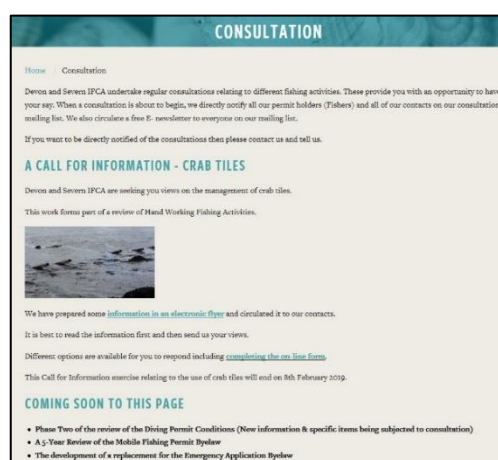 CONSULTATION
Home / Consultation
Devon and Severn IFCA undertake regular consultations relating to different fishing activities. These provide you with an opportunity to have
your say. When a consultation is about to begin, we directly notify all our permit holders (Fishers) and all of our contacts on our consultation
mailing list. We also circulate a free E- newsletter to everyone on our mailing list.
If you want to be directly notified of the consultations then please contact us and tell us.
A CALL FOR INFORMATION - CRAB TILES
Devon and Severn IFCA are seeking you views on the management of crab tiles.
This work forms part of a review of Hand Working Fishing Activities.
We have prepared some information in an electronic flyer and circulated it to our contacts.
It is best to read the information first and then send us your views.
Different options are available for you to respond including completing the on-line form.
This Call for Information exercise relating to the use of crab tiles will end on 8th February 2019.
COMING SOON TO THIS PAGE
• Phase Two of the review of the Diving Permit Conditions (New information & specific items being subjected to consultation)
• A 5-Year Review of the Mobile Fishing Permit Byelaw
• The development of a replacement for the Emergency Application Byelaw